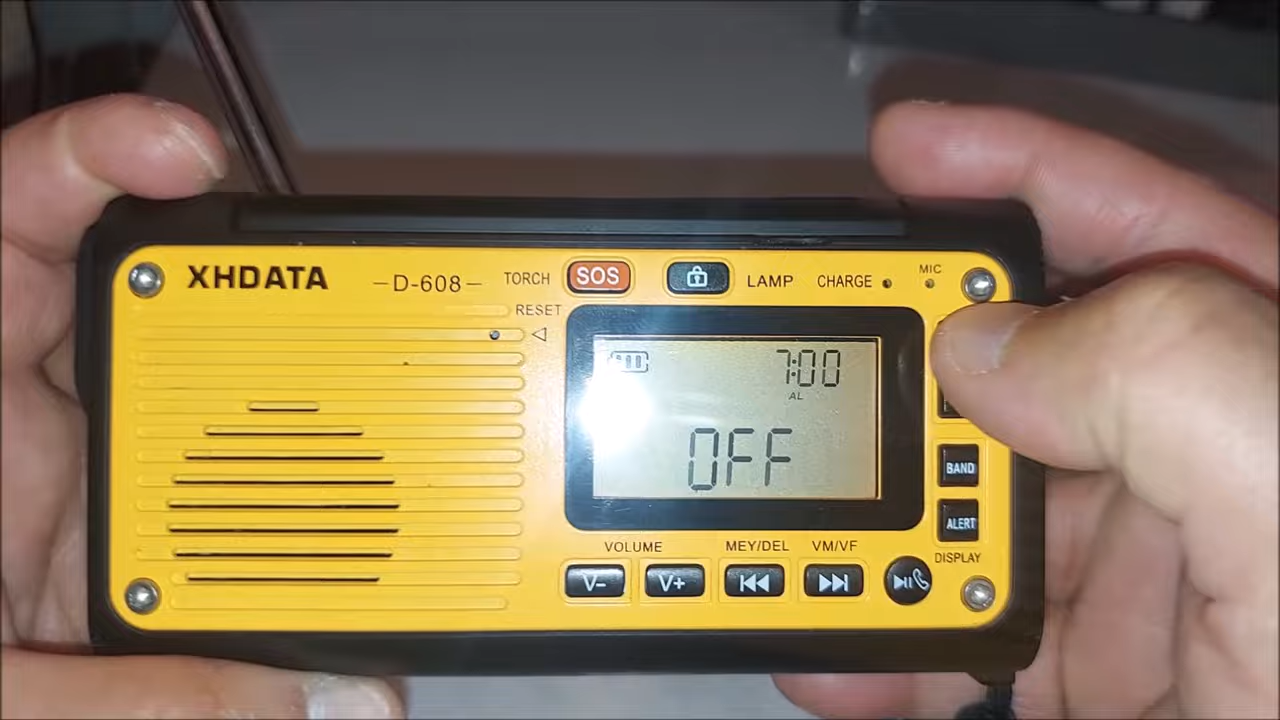 XHDATA
-D-608-
TORCH
SOS
LAMP
CHARGE
MIC
RESET
7:00
AL
OFF
BAND
ALERT
VOLUME
MEY/DEL
VM/VF
DISPLAY
V-
V+